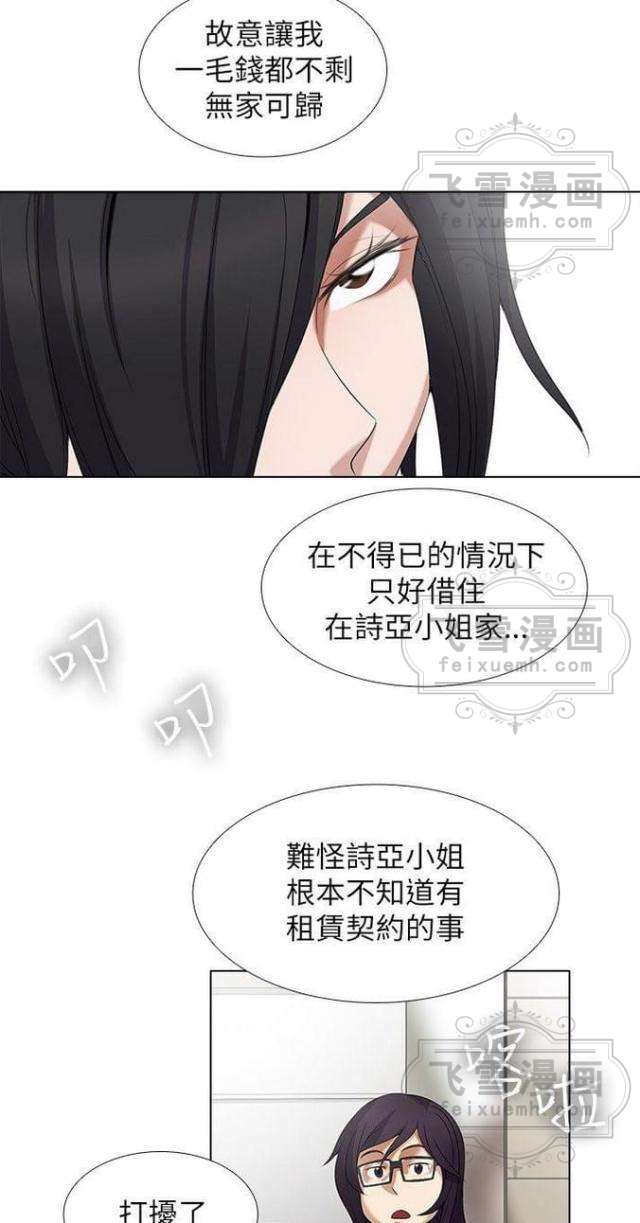 故意讓我
一毛錢都不剩
無家可歸
飞雪漫画
feixuemh.com
在不得已的情況下
只好借住
在詩亞小姐家...
飞雪漫画
feixuemh.com
叩
叩
難怪詩亞小姐
根本不知道有
租賃契約的事
喀啦
飞雪漫画
feixuemh.com
打擾了